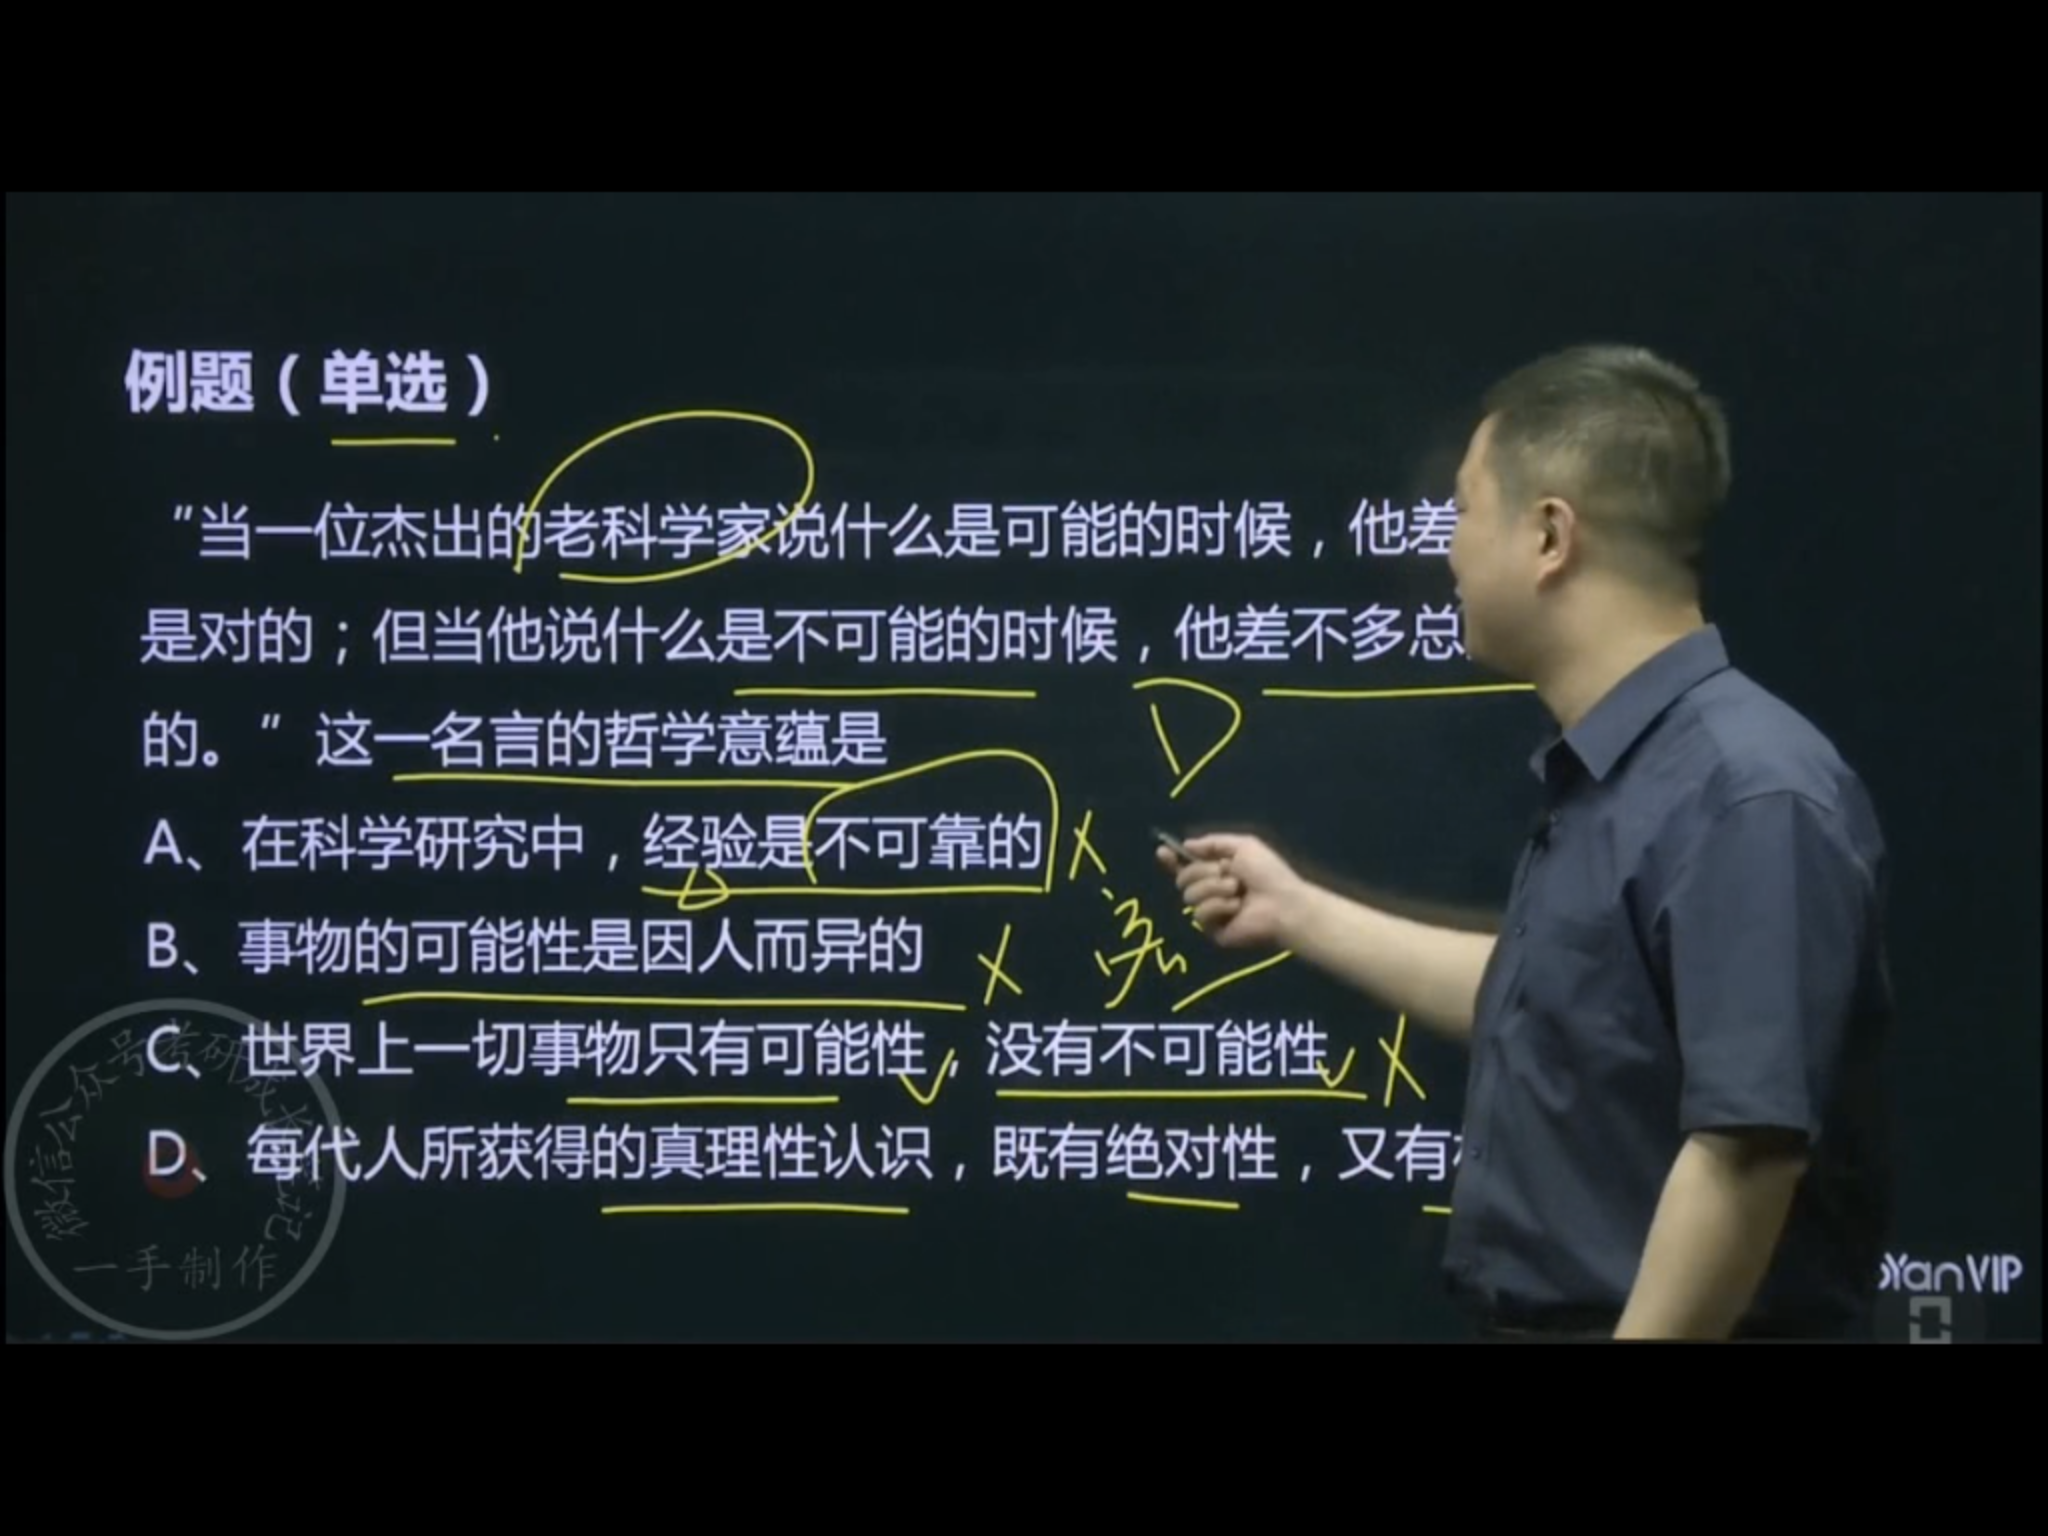 例题（单选）
“当一位杰出的老科学家说什么是可能的时候，他差
是对的；但当他说什么是不可能的时候，他差不多总
的。”这一名言的哲学意蕴是
D
A、在科学研究中，经验是不可靠的 X
B、事物的可能性是因人而异的 X
C、世界上一切事物只有可能性，没有不可能性 X
D、每代人所获得的真理性认识，既有绝对性，又有
微信公众号考研
笔记
一手制作
YanVIP